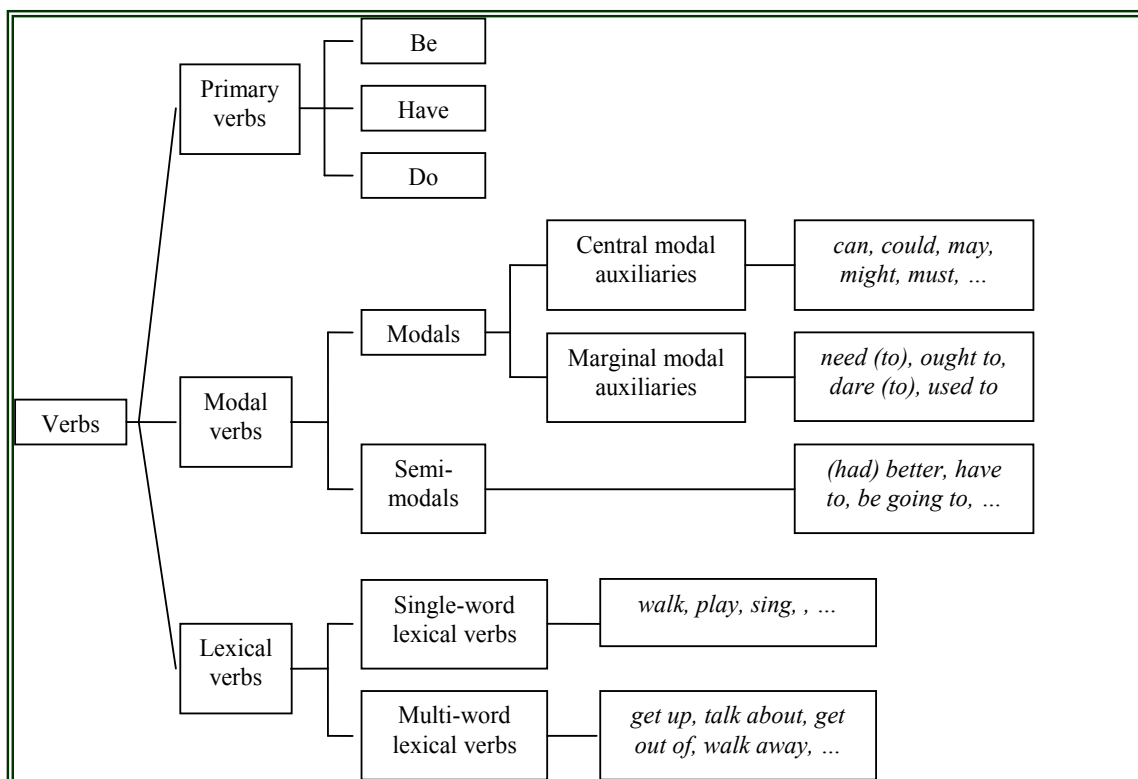 Be
Primary
verbs
Have
Do
Central modal
auxiliaries
can, could, may,
might, must, …
Modals
Marginal modal
auxiliaries
need (to), ought to,
dare (to), used to
Verbs
Modal
verbs
Semi-
modals
(had) better, have
to, be going to, …
Single-word
lexical verbs
walk, play, sing, , …
Lexical
verbs
Multi-word
lexical verbs
get up, talk about, get
out of, walk away, …